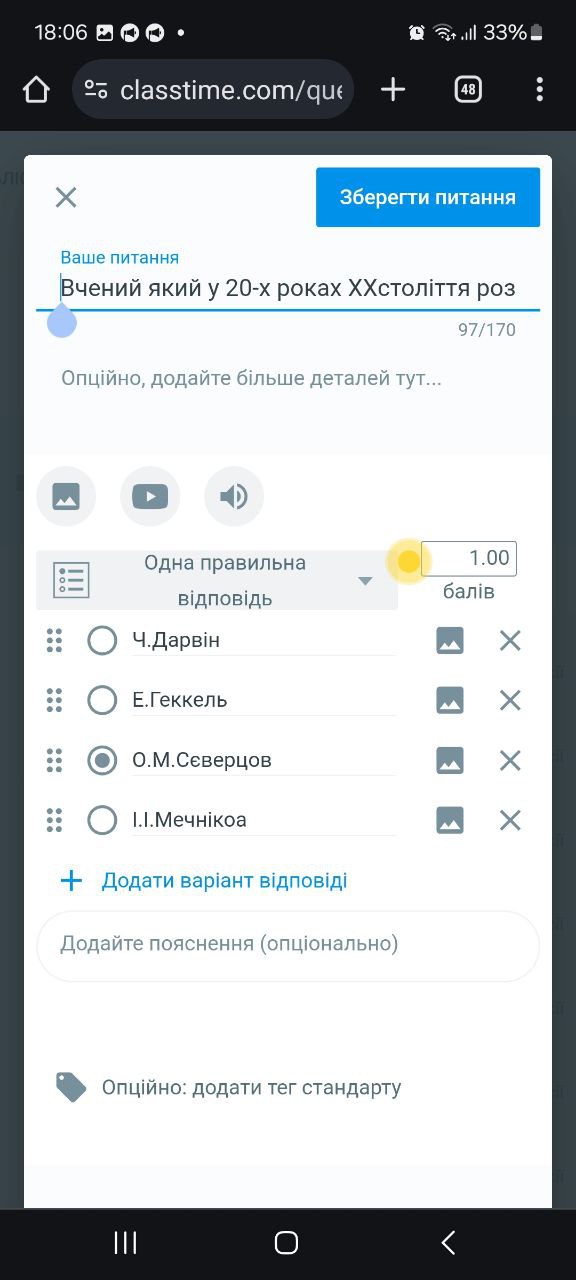 18:06
33%
classtime.com/que
48
Зберегти питання
Ваше питання
Вчений який у 20-х роках ХХстоліття роз
97/170
Опційно, додайте більше деталей тут...
Одна правильна
відповідь
1.00
балів
Ч.Дарвін
Е.Геккель
О.М.Сєверцов
І.І.Мечнікоа
Додати варіант відповіді
Додайте пояснення (опціонально)
Опційно: додати тег стандарту